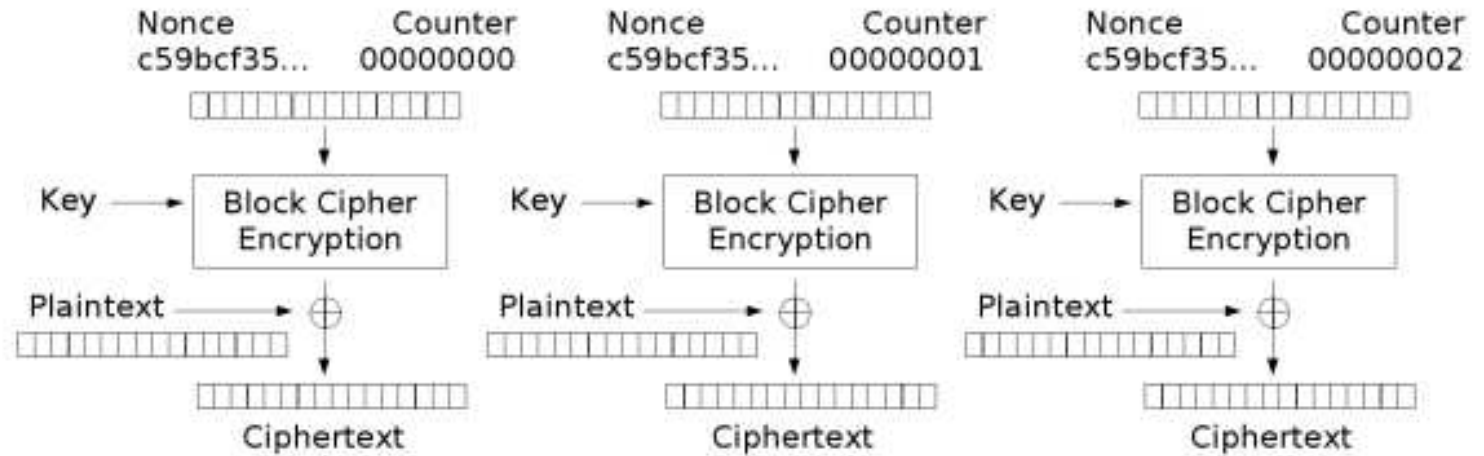 Nonce Counter
c59bcf35... 00000000
Key
Block Cipher
Encryption
Plaintext
Ciphertext
Nonce Counter
c59bcf35... 00000001
Key
Block Cipher
Encryption
Plaintext
Ciphertext
Nonce Counter
c59bcf35... 00000002
Key
Block Cipher
Encryption
Plaintext
Ciphertext